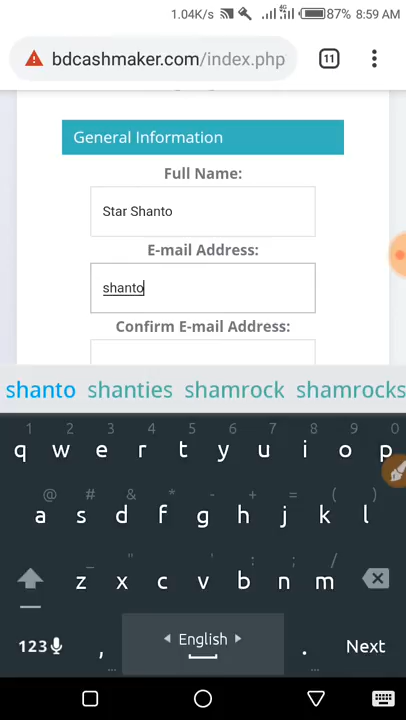 1.04K/s 4G 87% 8:59 AM
bdcashmaker.com/index.php 11
General Information
Full Name:
Star Shanto
E-mail Address:
shanto
Confirm E-mail Address:
shanto shanties shamrock shamrocks
1 2 3 4 5 6 7 8 9 0
q w e r t y u i o p
@ # & * - + = ( )
a s d f g h j k l
_ " ' : ; /
z x c v b n m
123 , English . Next
... ...